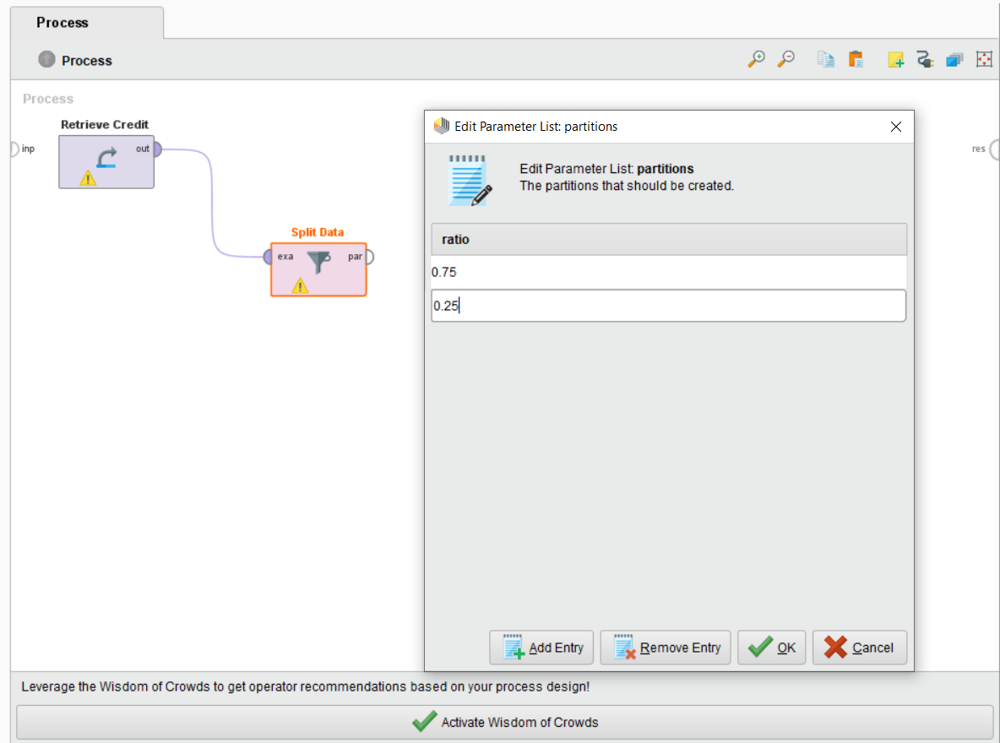 Process
Process
Process
Retrieve Credit
inp
out
Split Data
exa
par
res
Edit Parameter List: partitions
Edit Parameter List: partitions
The partitions that should be created.
ratio
0.75
0.25
Add Entry
Remove Entry
OK
Cancel
Leverage the Wisdom of Crowds to get operator recommendations based on your process design!
Activate Wisdom of Crowds